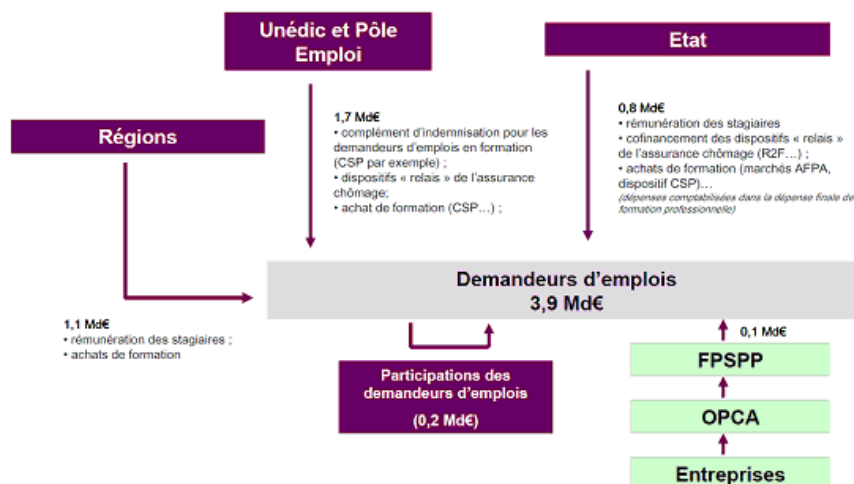 Unédic et Pôle
Emploi
Etat
Régions
1,7 Md€
• complément d'indemnisation pour les
demandeurs d'emplois en formation
(CSP par exemple) ;
• dispositifs « relais » de l'assurance
chômage;
• achat de formation (CSP…) ;
0,8 Md€
• rémunération des stagiaires
• cofinancement des dispositifs « relais »
de l'assurance chômage (R2F…) ;
• achats de formation (marchés AFPA,
dispositif CSP)…
(dépenses comptabilisées dans la dépense finale de
formation professionnelle)
Demandeurs d'emplois
3,9 Md€
1,1 Md€
• rémunération des stagiaires ;
• achats de formation
Participations des
demandeurs d'emplois
(0,2 Md€)
0,1 Md€
FPSPP
OPCA
Entreprises